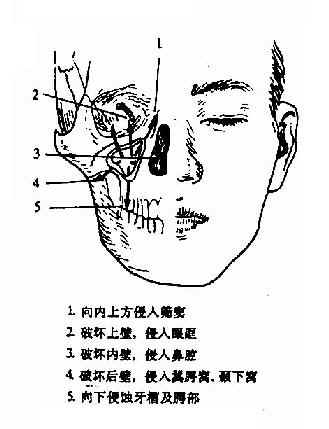 1
2
3
4
5
1. 向内上方侵入筛窦
2. 破坏上壁，侵入眼眶
3. 破坏内壁，侵入鼻腔
4. 破坏后壁，侵入翼腭窝、颞下窝
5. 向下侵蚀牙槽及腭部